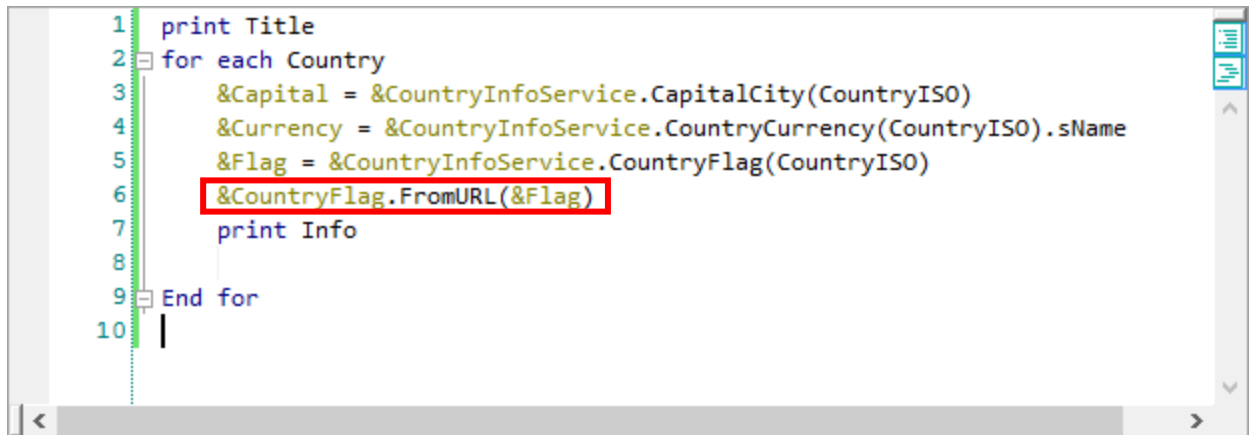 1 print Title
2 for each Country
3 &Capital = &CountryInfoService.CapitalCity(CountryISO)
4 &Currency = &CountryInfoService.CountryCurrency(CountryISO).sName
5 &Flag = &CountryInfoService.CountryFlag(CountryISO)
6 &CountryFlag.FromURL(&Flag)
7 print Info
8
9 End for
10